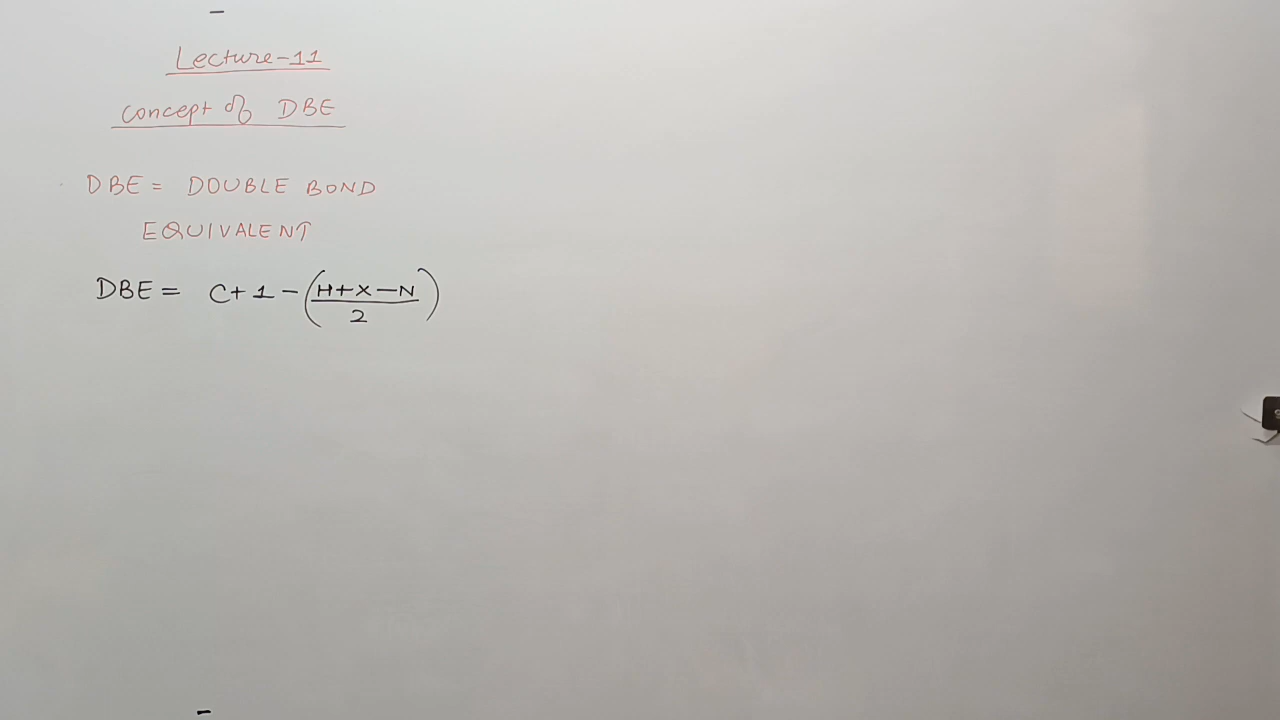 Lecture-11
concept of DBE
DBE = DOUBLE BOND
EQUIVALENT
DBE = C+1-(H+X-N/2)